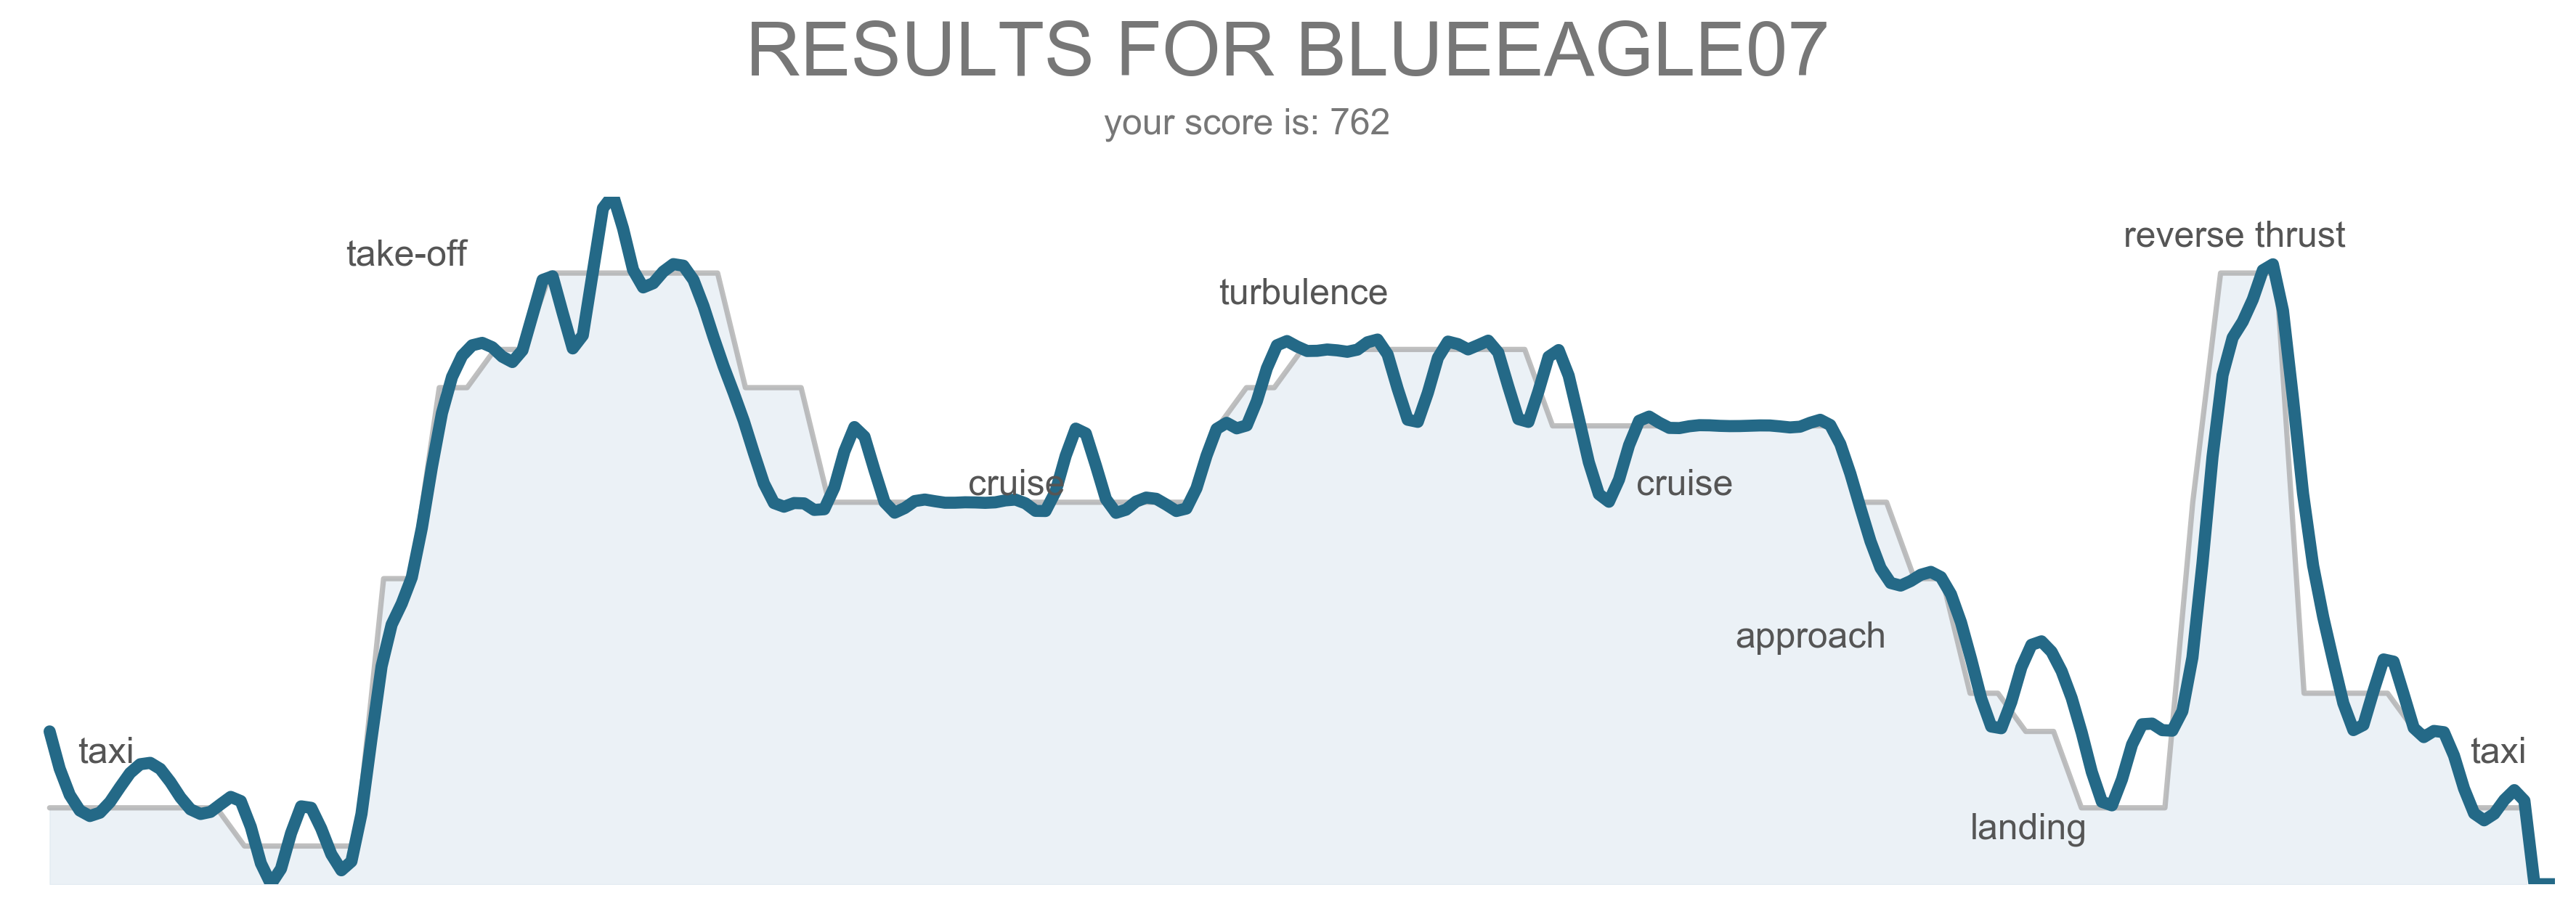 RESULTS FOR BLUEEAGLE07
your score is: 762
take-off
reverse thrust
turbulence
cruise
cruise
approach
taxi
taxi
landing